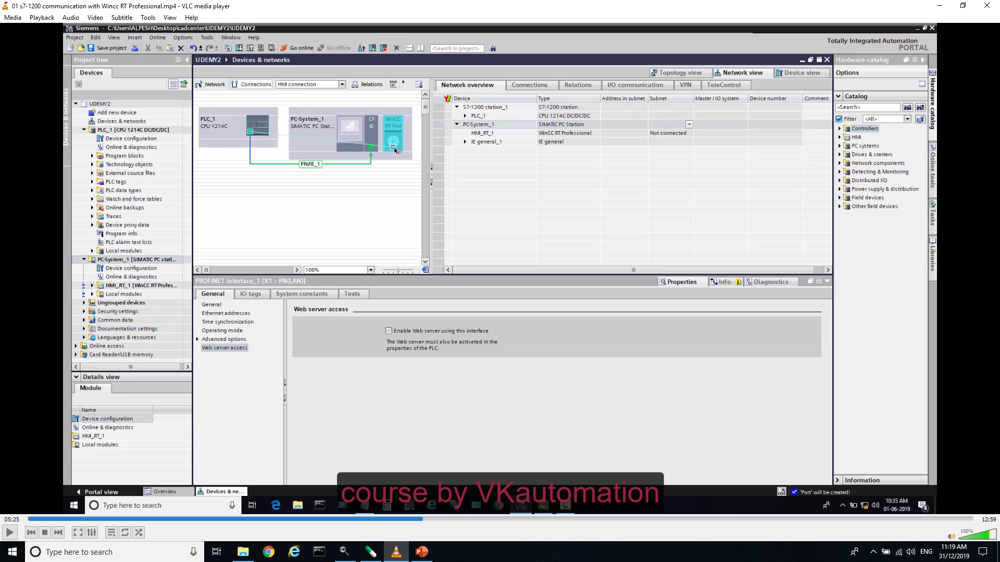 01 s7-1200 communication with Wincc RT Professional.mp4 - VLC media player
Media Playback Audio Video Subtitle Tools View Help
Siemens - C:\Users\ALPESH\Desktop\cadcenter\UDEMY2\UDEMY2
Project Edit View Insert Online Options Tools Window Help
Totally Integrated Automation
PORTAL
Save project
Go online
Go offline
<Search in project>
Project tree
Devices
UDEMY2
Add new device
Devices & networks
PLC_1 [CPU 1214C DC/DC/DC]
Device configuration
Online & diagnostics
Program blocks
Technology objects
External source files
PLC tags
PLC data types
Watch and force tables
Online backups
Traces
Device proxy data
Program info
PLC alarm text lists
Local modules
PC-System_1 [SIMATIC PC stati...
Device configuration
Online & diagnostics
HMI_RT_1 [WinCC RT Profes...
Local modules
Ungrouped devices
Security settings
Common data
Documentation settings
Languages & resources
Online access
Card Reader/USB memory
Details view
Module
Name
Device configuration
Online & diagnostics
HMI_RT_1
Local modules
Devices & networks
UDEMY2 Devices & networks
Topology view
Network view
Device view
Network Connections HMI connection Relations
PLC_1
CPU 1214C
PC-System_1
SIMATIC PC Stat...
CP
IE
WinCC
RT Prof
PN/IE_1
100%
Network overview Connections Relations I/O communication VPN TeleControl
Device Type Address in subnet Subnet Master / IO system Device number Comment
S7-1200 station_1 S7-1200 station
PLC_1 CPU 1214C DC/DC/DC
PC-System_1 SIMATIC PC Station
HMI_RT_1 WinCC RT Professional Not connected
IE general_1 IE general
PROFINET interface_1 [X1 : PN(LAN)]
Properties Info Diagnostics
General IO tags System constants Texts
General
Ethernet addresses
Time synchronization
Operating mode
Advanced options
Web server access
Web server access
Enable Web server using this interface
The Web server must also be activated in the
properties of the PLC.
Hardware catalog
Options
Catalog
<Search>
Filter <All>
Controllers
HMI
PC systems
Drives & starters
Network components
Detecting & Monitoring
Distributed I/O
Power supply & distribution
Field devices
Other field devices
Information
Hardware catalog
Online tools
Tasks
Libraries
Portal view
Overview
Devices & ne...
'Port' will be created!
course by VKautomation
Type here to search
10:35 AM
01-06-2019
4
05:25
12:59
100%
Type here to search
ENG
11:19 AM
31/12/2019